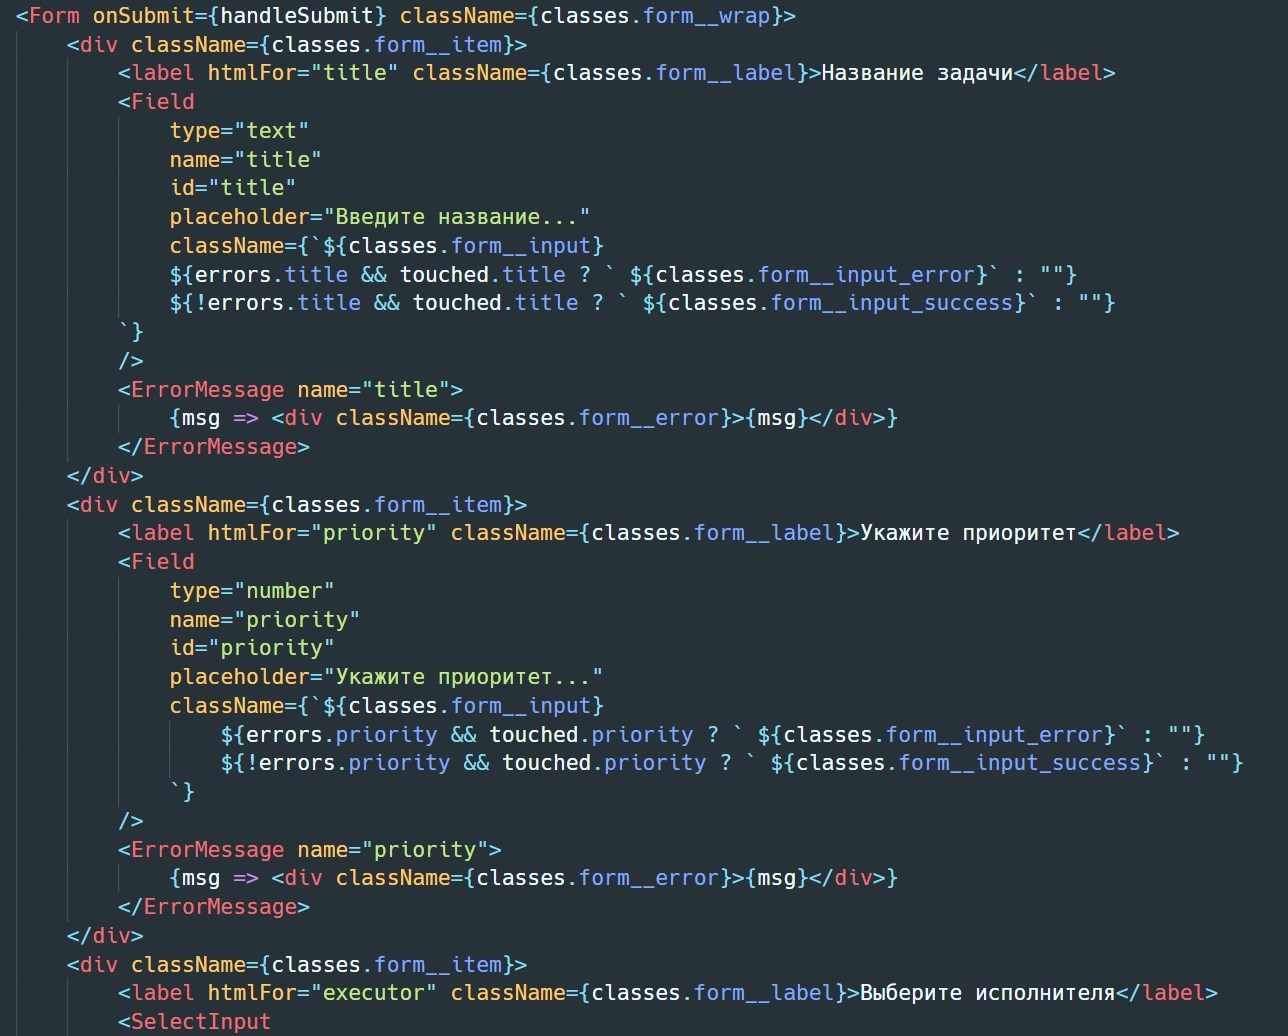 <Form onSubmit={handleSubmit} className={classes.form__wrap}>
    <div className={classes.form__item}>
        <label htmlFor="title" className={classes.form__label}>Название задачи</label>
        <Field
            type="text"
            name="title"
            id="title"
            placeholder="Введите название..."
            className={`${classes.form__input}
            ${errors.title && touched.title ? ` ${classes.form__input_error}` : ""}
            ${!errors.title && touched.title ? ` ${classes.form__input_success}` : ""}
        `}
        />
        <ErrorMessage name="title">
            {msg => <div className={classes.form__error}>{msg}</div>}
        </ErrorMessage>
    </div>
    <div className={classes.form__item}>
        <label htmlFor="priority" className={classes.form__label}>Укажите приоритет</label>
        <Field
            type="number"
            name="priority"
            id="priority"
            placeholder="Укажите приоритет..."
            className={`${classes.form__input}
                ${errors.priority && touched.priority ? ` ${classes.form__input_error}` : ""}
                ${!errors.priority && touched.priority ? ` ${classes.form__input_success}` : ""}
            `}
        />
        <ErrorMessage name="priority">
            {msg => <div className={classes.form__error}>{msg}</div>}
        </ErrorMessage>
    </div>
    <div className={classes.form__item}>
        <label htmlFor="executor" className={classes.form__label}>Выберите исполнителя</label>
        <SelectInput